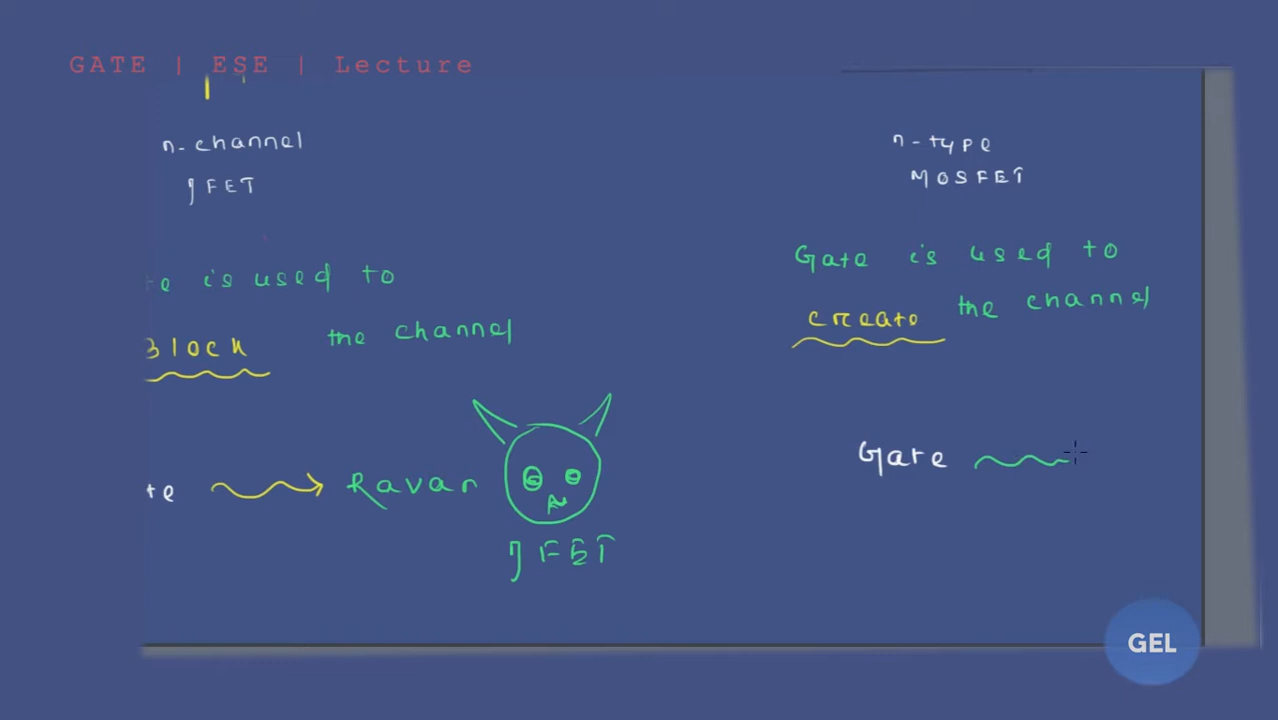 GATE | ESE | Lecture
n-channel
JFET
te is used to
Block the channel
te Ravan
JFET
n-type
MOSFET
Gate is used to
create the channel
Gate
GEL